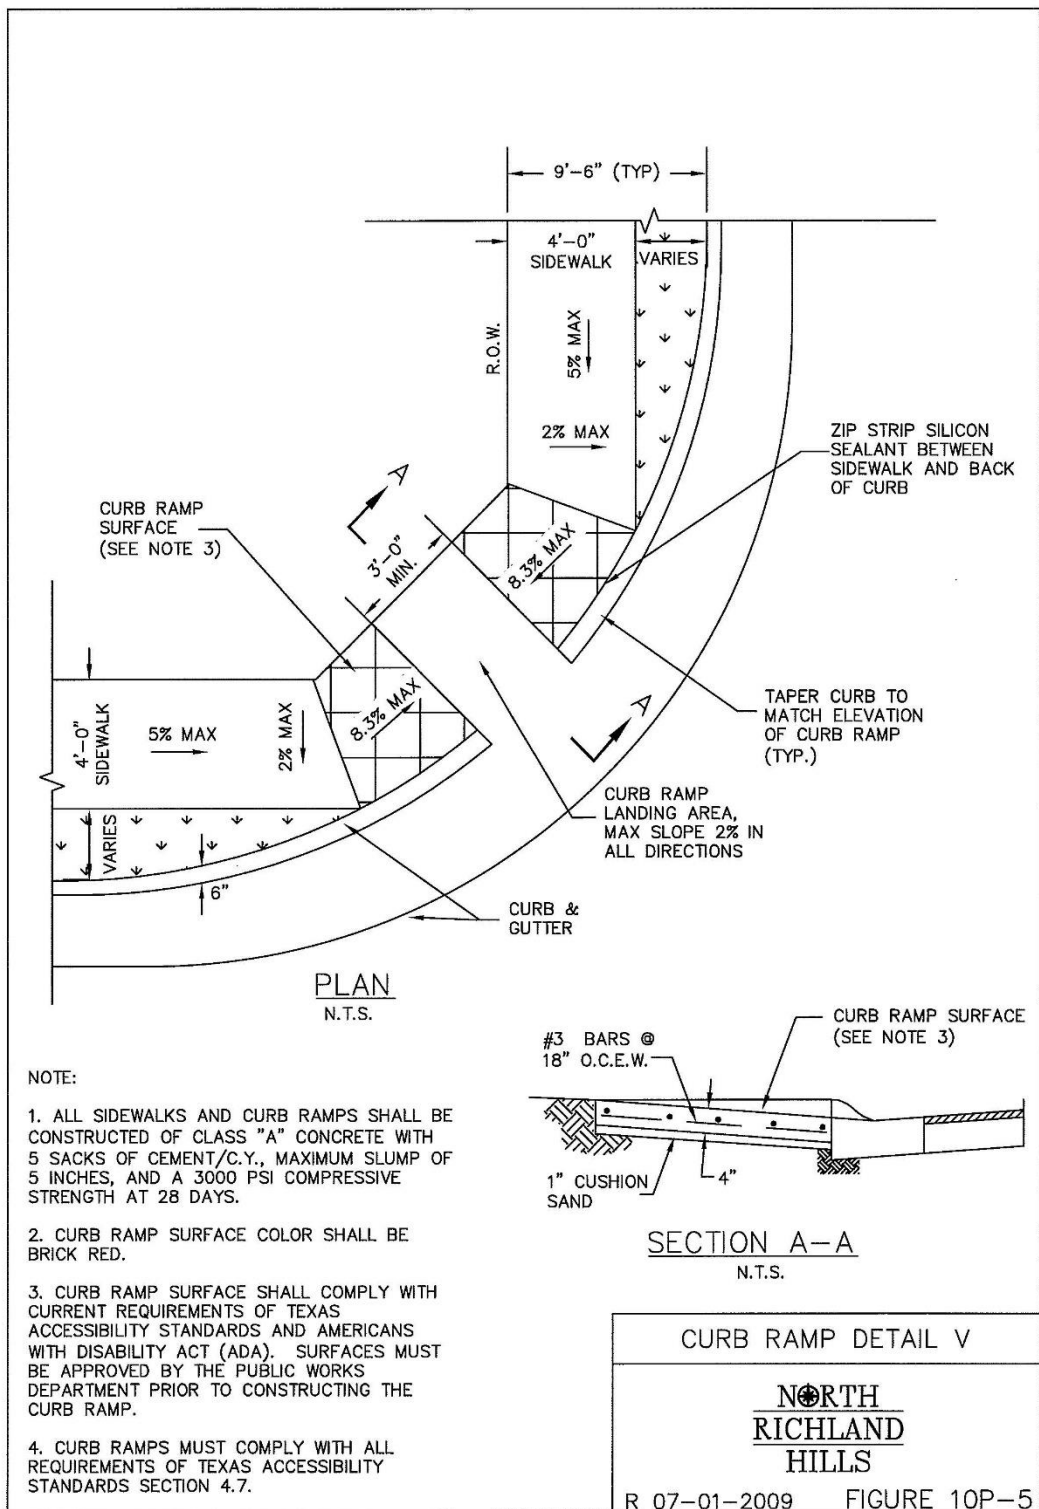 9'-6" (TYP)
4'-0"
SIDEWALK
VARIES
R.O.W.
5% MAX
2% MAX
ZIP STRIP SILICON
SEALANT BETWEEN
SIDEWALK AND BACK
OF CURB
A
CURB RAMP
SURFACE
(SEE NOTE 3)
3'-0"
MIN.
8.3% MAX
8.3% MAX
A
TAPER CURB TO
MATCH ELEVATION
OF CURB RAMP
(TYP.)
4'-0"
SIDEWALK
5% MAX
2% MAX
CURB RAMP
LANDING AREA,
MAX SLOPE 2% IN
ALL DIRECTIONS
VARIES
6"
CURB &
GUTTER
PLAN
N.T.S.
CURB RAMP SURFACE
(SEE NOTE 3)
#3 BARS @
18" O.C.E.W.
1" CUSHION
SAND
4"
SECTION A-A
N.T.S.
NOTE:
1. ALL SIDEWALKS AND CURB RAMPS SHALL BE
CONSTRUCTED OF CLASS "A" CONCRETE WITH
5 SACKS OF CEMENT/C.Y., MAXIMUM SLUMP OF
5 INCHES, AND A 3000 PSI COMPRESSIVE
STRENGTH AT 28 DAYS.
2. CURB RAMP SURFACE COLOR SHALL BE
BRICK RED.
3. CURB RAMP SURFACE SHALL COMPLY WITH
CURRENT REQUIREMENTS OF TEXAS
ACCESSIBILITY STANDARDS AND AMERICANS
WITH DISABILITY ACT (ADA). SURFACES MUST
BE APPROVED BY THE PUBLIC WORKS
DEPARTMENT PRIOR TO CONSTRUCTING THE
CURB RAMP.
4. CURB RAMPS MUST COMPLY WITH ALL
REQUIREMENTS OF TEXAS ACCESSIBILITY
STANDARDS SECTION 4.7.
CURB RAMP DETAIL V
NORTH
RICHLAND
HILLS
R 07-01-2009 FIGURE 10P-5